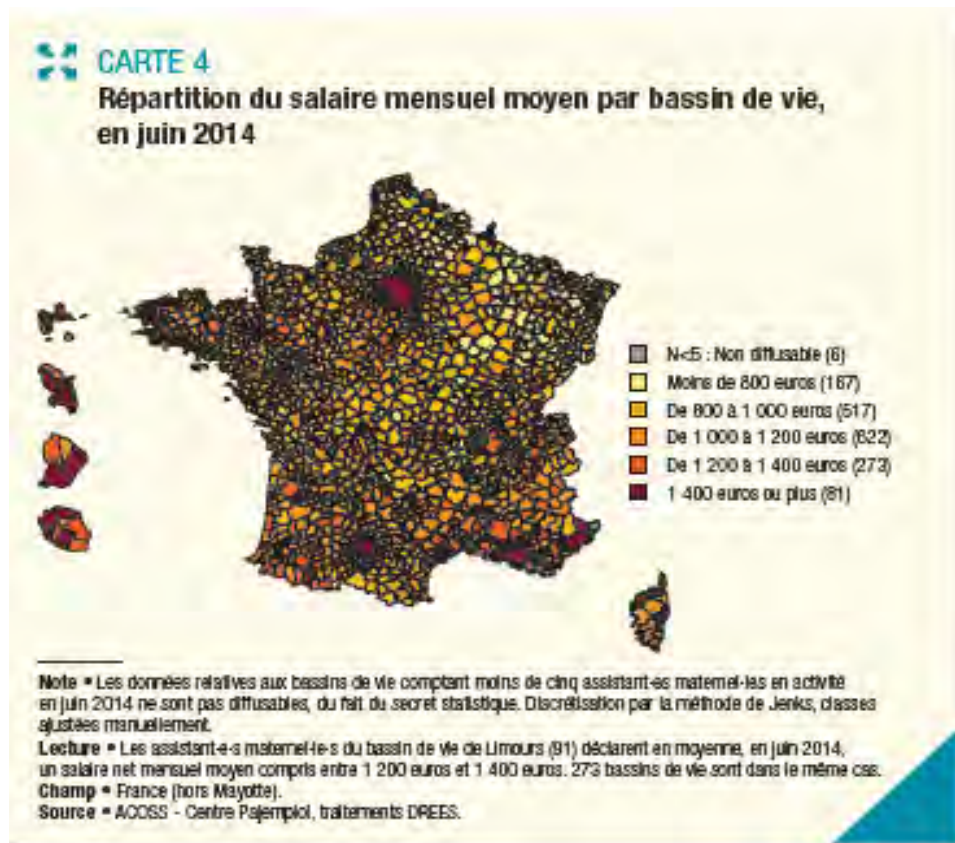 CARTE 4
Répartition du salaire mensuel moyen par bassin de vie,
en juin 2014
N<5 : Non diffusable (6)
Moins de 800 euros (167)
De 800 à 1 000 euros (517)
De 1 000 à 1 200 euros (622)
De 1 200 à 1 400 euros (273)
1 400 euros ou plus (81)
Note • Les données relatives aux bassins de vie comptant moins de cinq assistant·es maternel·les en activité
en juin 2014 ne sont pas diffusables, du fait du secret statistique. Discrétisation par la méthode de Jenks, classes
ajustées manuellement.
Lecture • Les assistant·e·s maternel·le·s du bassin de vie de Limours (91) déclarent en moyenne, en juin 2014,
un salaire net mensuel moyen compris entre 1 200 euros et 1 400 euros. 273 bassins de vie sont dans le même cas.
Champ • France (hors Mayotte).
Source • ACOSS - Centre Pajemploi, traitements DREES.